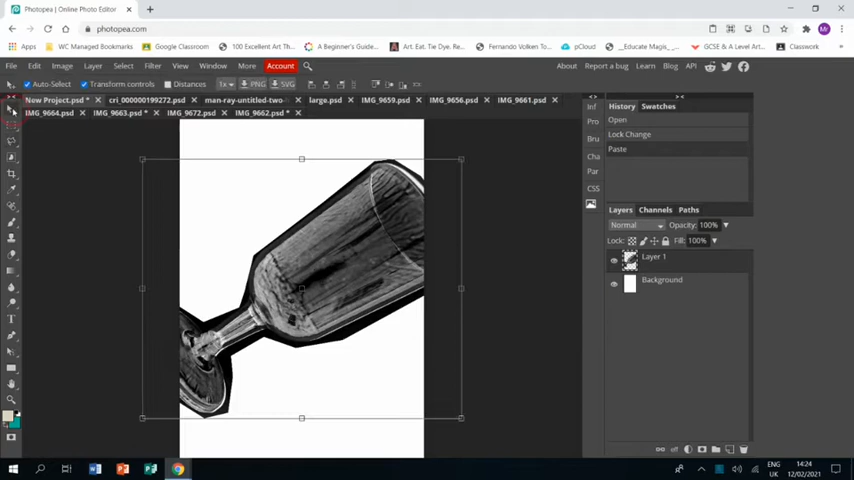 Photopea | Online Photo Editor
photopea.com
Apps WC Managed Bookmarks Google Classroom 100 Excellent Art Th... A Beginner's Guide... Art. Eat. Tie Dye. Re... Fernando Volken To... pCloud __Educate Magis_... GCSE & A Level Art... Classwork
File Edit Image Layer Select Filter View Window More Account About Report a bug Learn Blog API
Auto-Select Transform controls Distances 1x PNG SVG
New Project.psd * cri_000000199272.psd man-ray-untitled-two- large.psd IMG_9659.psd IMG_9656.psd IMG_9661.psd
IMG_9664.psd IMG_9663.psd * IMG_9672.psd IMG_9662.psd *
Inf
Pro
Bru
Cha
Par
CSS
History Swatches
Open
Lock Change
Paste
Layers Channels Paths
Normal Opacity: 100%
Lock: Fill: 100%
Layer 1
Background
ENG
UK
14:24
12/02/2021